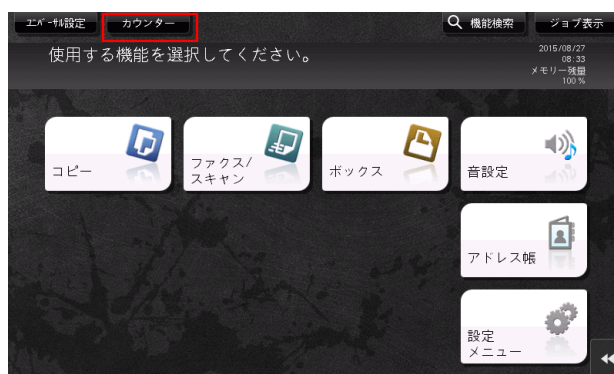 ユニバーサル設定
カウンター
機能検索
ジョブ表示
使用する機能を選択してください。
2015/08/27
08:33
メモリー残量
100 %
コピー
ファクス/
スキャン
ボックス
音設定
アドレス帳
設定
メニュー